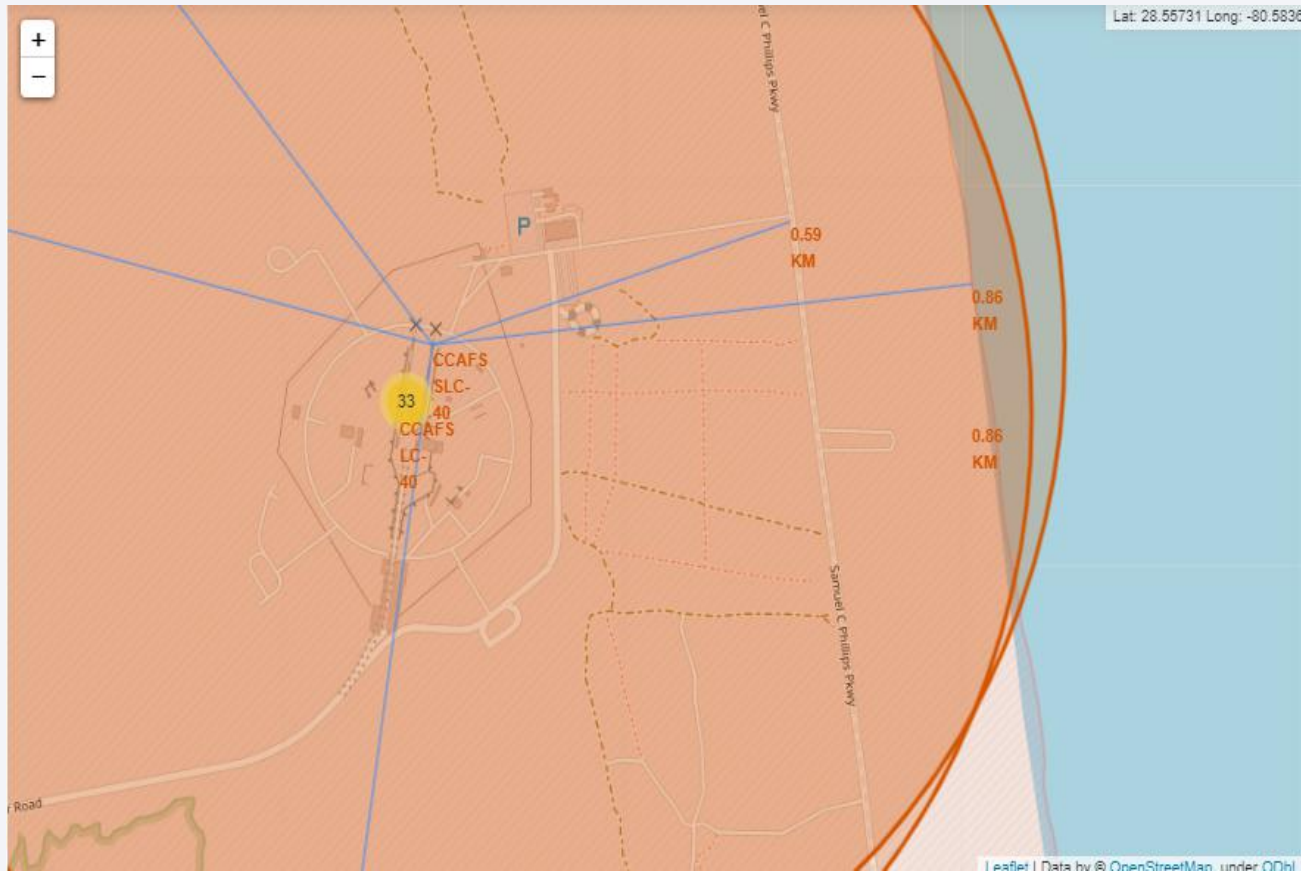 +
−
Lat: 28.55731 Long: -80.5836
Samuel C Phillips Pkwy
P
0.59
KM
0.86
KM
CCAFS
SLC-
40
33
CCAFS
LC-
40
0.86
KM
Samuel C Phillips Pkwy
Road
Leaflet | Data by © OpenStreetMap, under ODbL